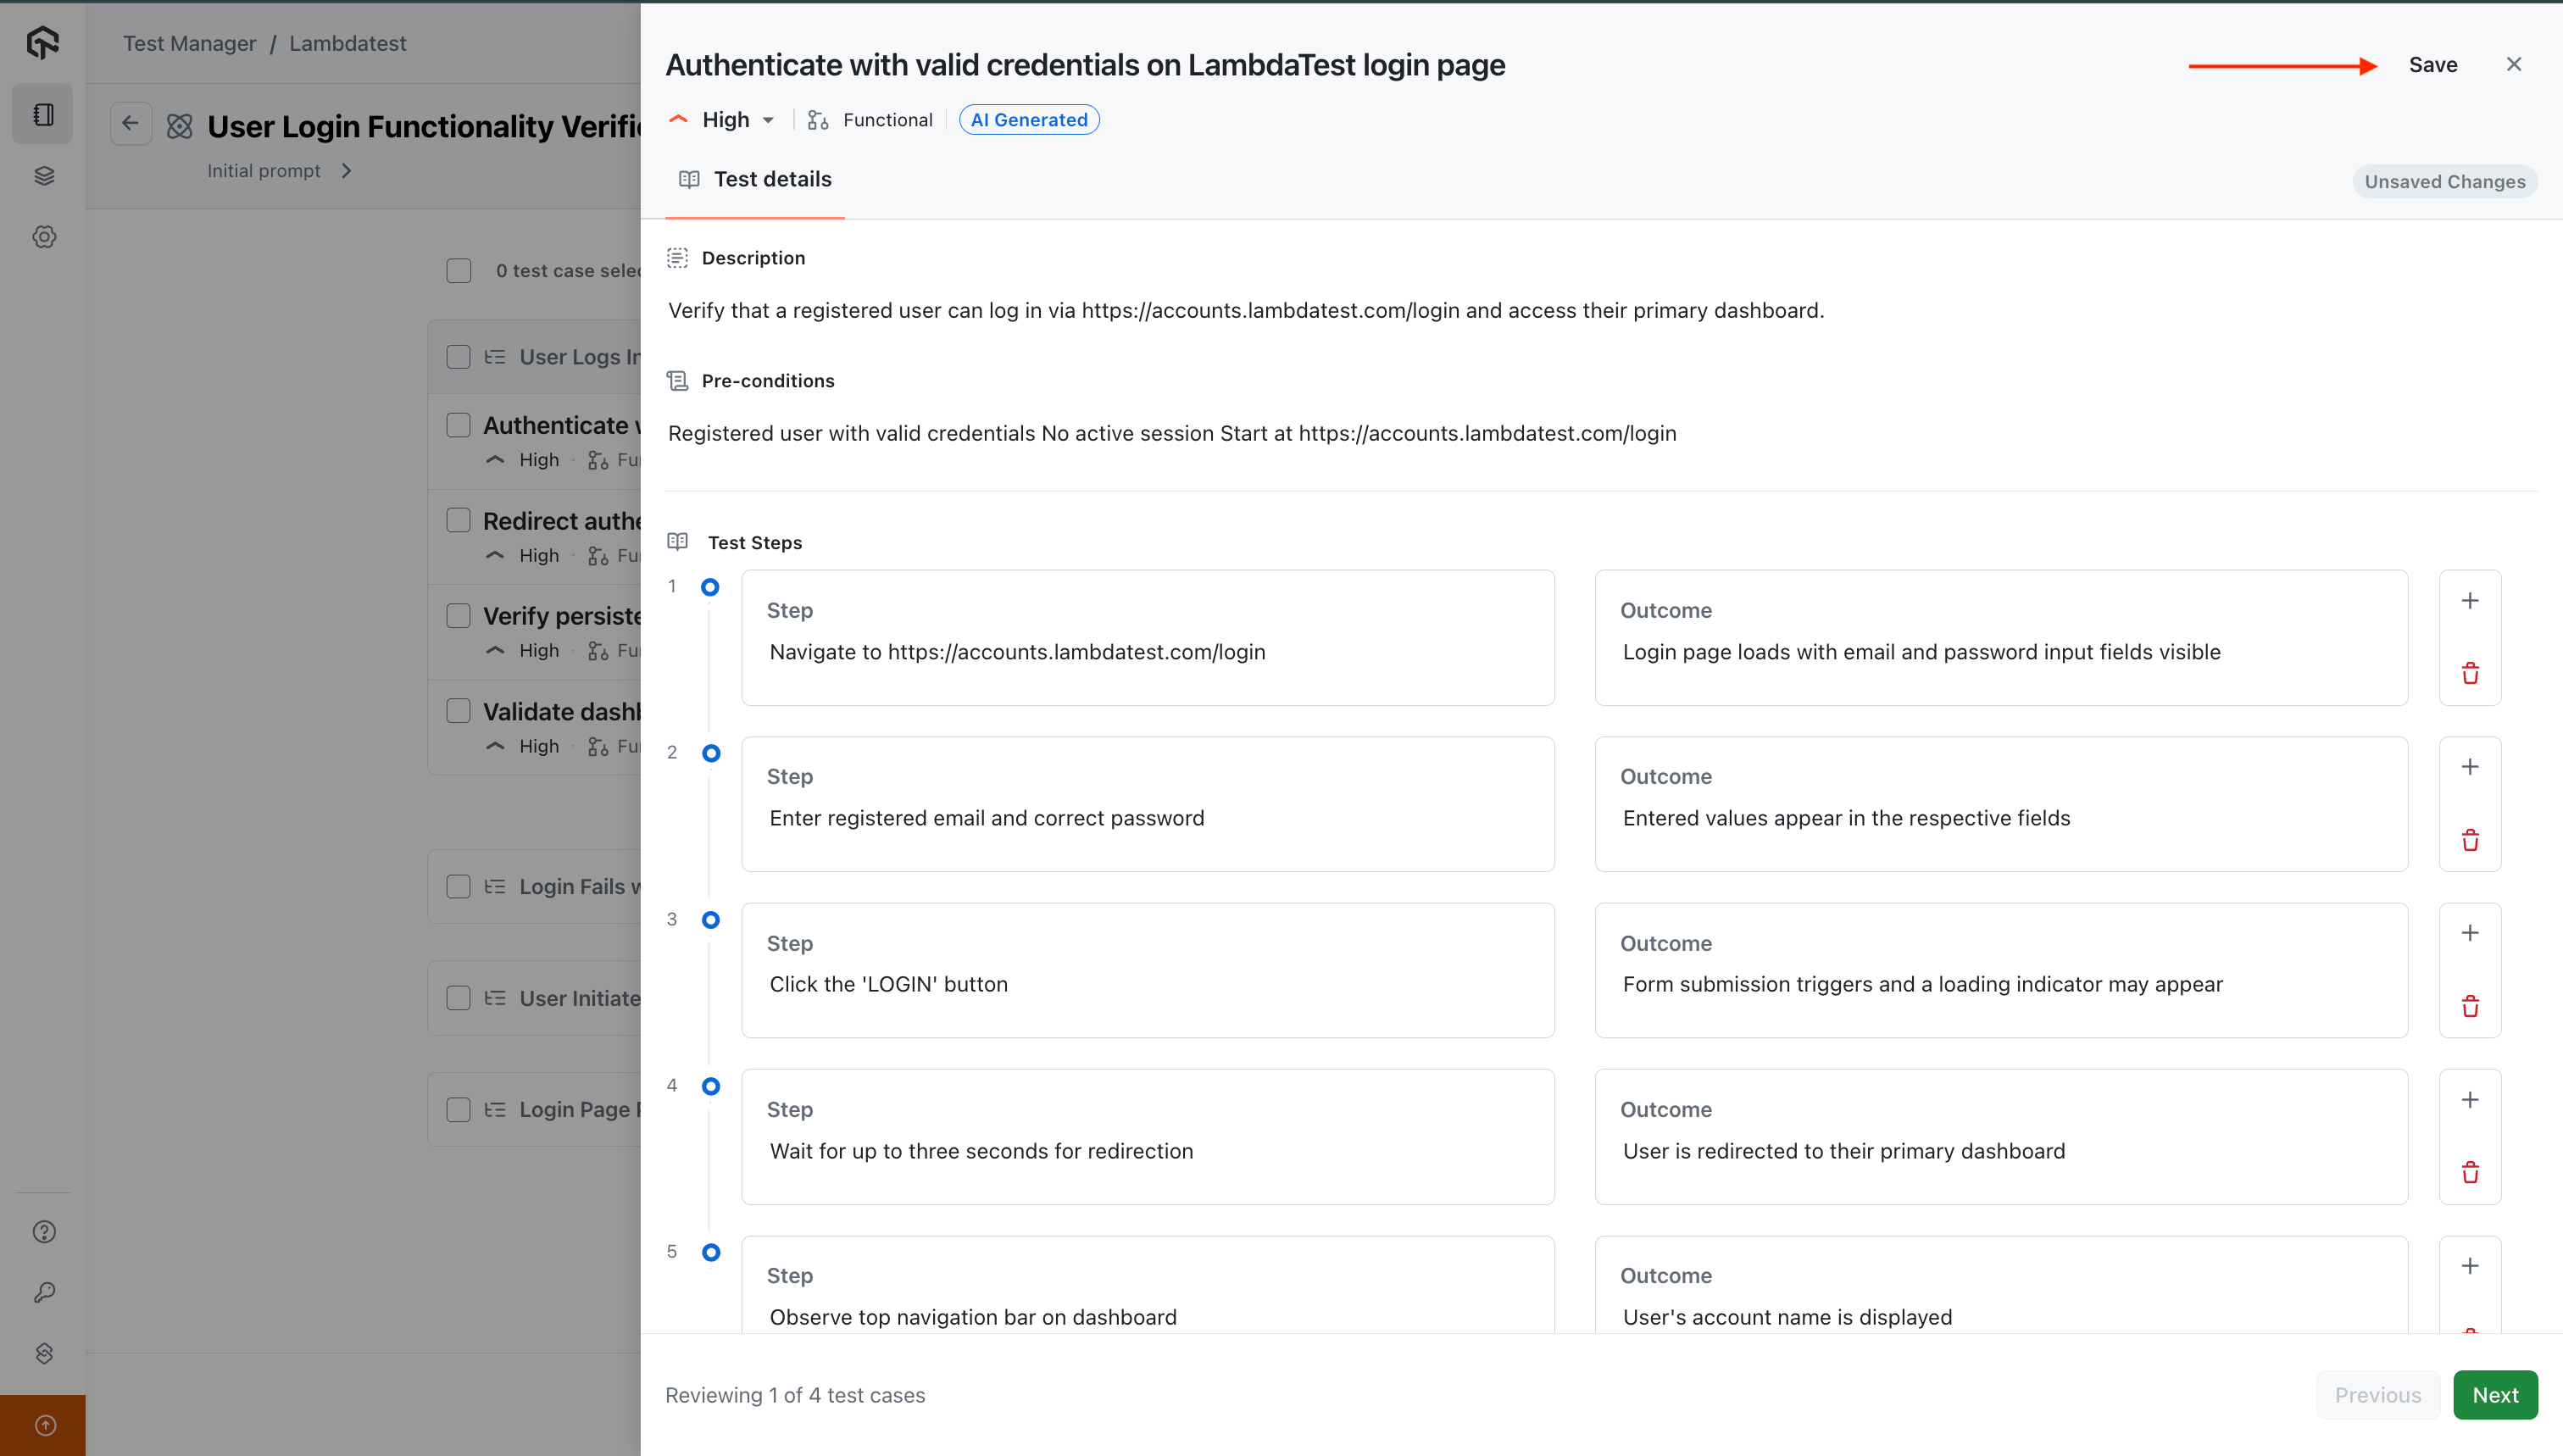 Test Manager / Lambdatest
User Login Functionality Verific
Initial prompt
0 test case selec
User Logs In
Authenticate w
High · Fun
Redirect authe
High · Fun
Verify persiste
High · Fun
Validate dashb
High · Fun
Login Fails w
User Initiate
Login Page P
Authenticate with valid credentials on LambdaTest login page
Save
High Functional AI Generated
Test details
Unsaved Changes
Description
Verify that a registered user can log in via https://accounts.lambdatest.com/login and access their primary dashboard.
Pre-conditions
Registered user with valid credentials No active session Start at https://accounts.lambdatest.com/login
Test Steps
1
Step
Navigate to https://accounts.lambdatest.com/login
Outcome
Login page loads with email and password input fields visible
2
Step
Enter registered email and correct password
Outcome
Entered values appear in the respective fields
3
Step
Click the 'LOGIN' button
Outcome
Form submission triggers and a loading indicator may appear
4
Step
Wait for up to three seconds for redirection
Outcome
User is redirected to their primary dashboard
5
Step
Observe top navigation bar on dashboard
Outcome
User's account name is displayed
Reviewing 1 of 4 test cases
Previous
Next